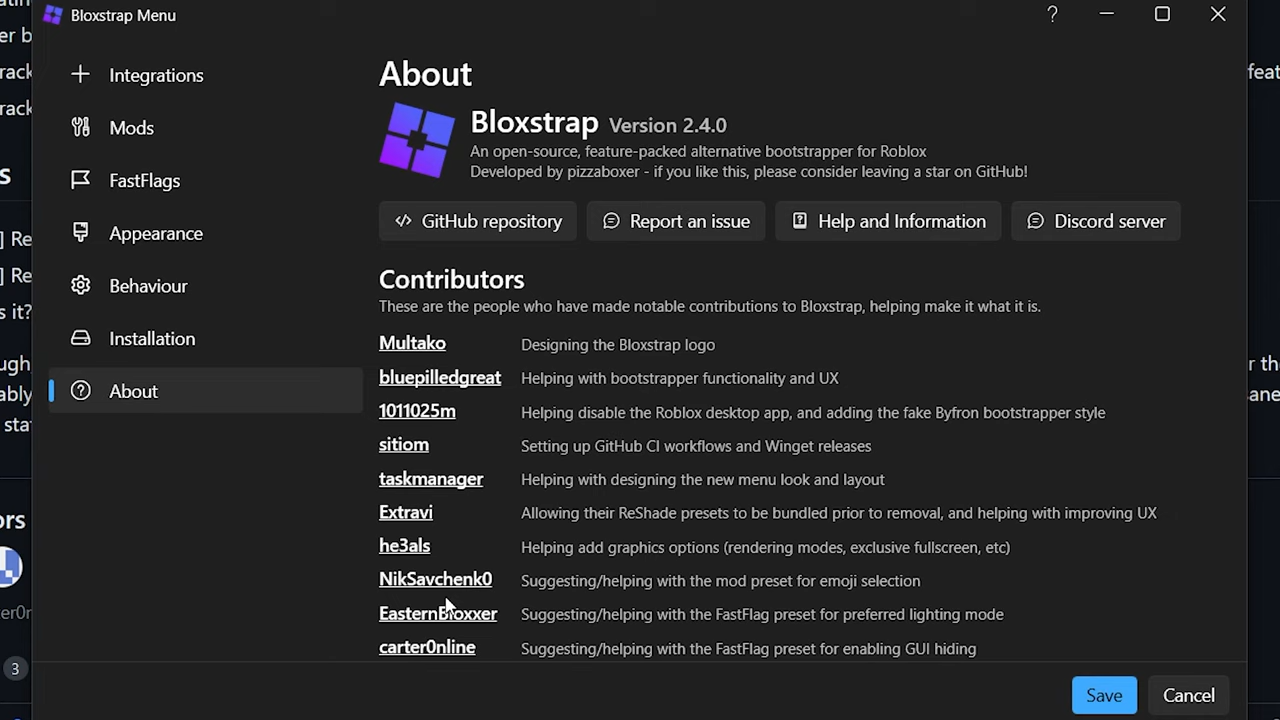 Bloxstrap Menu
Integrations
Mods
FastFlags
Appearance
Behaviour
Installation
About
About
Bloxstrap Version 2.4.0
An open-source, feature-packed alternative bootstrapper for Roblox
Developed by pizzaboxer - if you like this, please consider leaving a star on GitHub!
GitHub repository
Report an issue
Help and Information
Discord server
Contributors
These are the people who have made notable contributions to Bloxstrap, helping make it what it is.
Multako Designing the Bloxstrap logo
bluepilledgreat Helping with bootstrapper functionality and UX
1011025m Helping disable the Roblox desktop app, and adding the fake Byfron bootstrapper style
sitiom Setting up GitHub CI workflows and Winget releases
taskmanager Helping with designing the new menu look and layout
Extravi Allowing their ReShade presets to be bundled prior to removal, and helping with improving UX
he3als Helping add graphics options (rendering modes, exclusive fullscreen, etc)
NikSavchenk0 Suggesting/helping with the mod preset for emoji selection
EasternBloxxer Suggesting/helping with the FastFlag preset for preferred lighting mode
carter0nline Suggesting/helping with the FastFlag preset for enabling GUI hiding
3
Save
Cancel